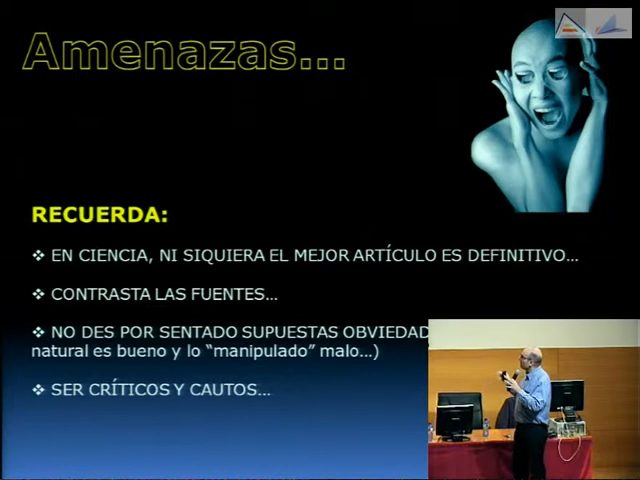 Amenazas...
RECUERDA:
❖ EN CIENCIA, NI SIQUIERA EL MEJOR ARTÍCULO ES DEFINITIVO...
❖ CONTRASTA LAS FUENTES...
❖ NO DES POR SENTADO SUPUESTAS OBVIEDAD
natural es bueno y lo "manipulado" malo...)
❖ SER CRÍTICOS Y CAUTOS...